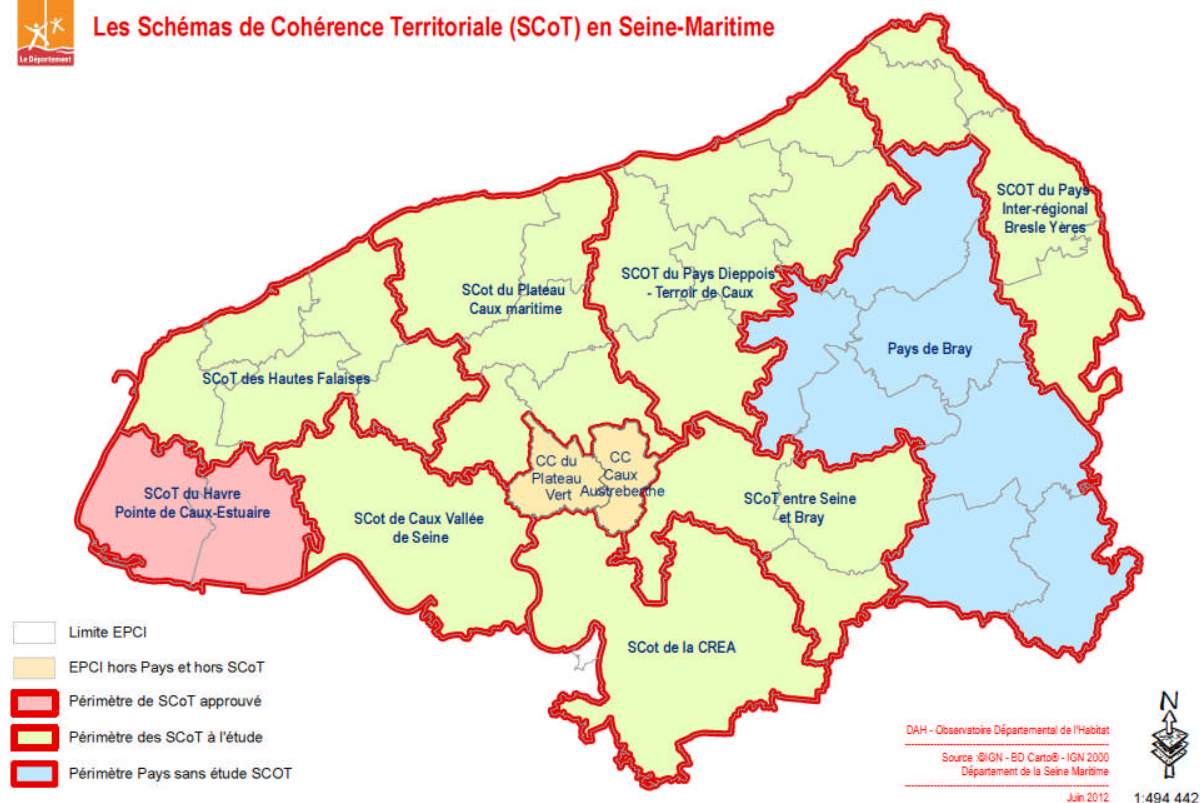 Les Schémas de Cohérence Territoriale (SCoT) en Seine-Maritime
Le Département
SCOT du Pays
Inter-régional
Bresle Yères
SCOT du Pays Dieppois
- Terroir de Caux
SCot du Plateau
Caux maritime
Pays de Bray
SCoT des Hautes Falaises
CC du
Plateau
Vert
CC
Caux
Austreberthe
SCoT du Havre
Pointe de Caux-Estuaire
SCoT entre Seine
et Bray
SCot de Caux Vallée
de Seine
SCot de la CREA
Limite EPCI
EPCI hors Pays et hors SCoT
Périmètre de SCoT approuvé
Périmètre des SCoT à l'étude
Périmètre Pays sans étude SCOT
N
DAH - Observatoire Départemental de l'Habitat
Source :©IGN - BD Carto® - IGN 2000
Département de la Seine Maritime
Juin 2012
1:494 442